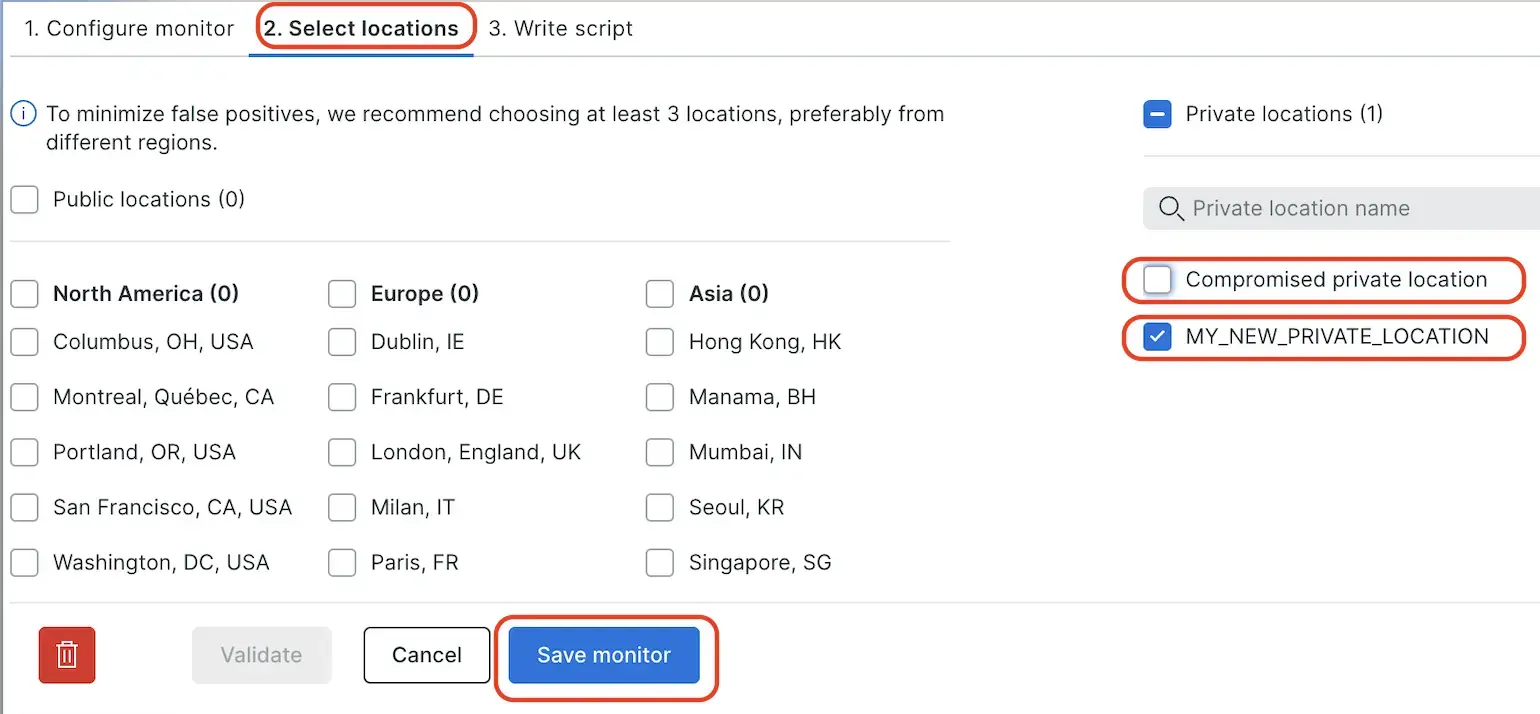 1. Configure monitor
2. Select locations
3. Write script
To minimize false positives, we recommend choosing at least 3 locations, preferably from
different regions.
Public locations (0)
North America (0)
Columbus, OH, USA
Montreal, Québec, CA
Portland, OR, USA
San Francisco, CA, USA
Washington, DC, USA
Europe (0)
Dublin, IE
Frankfurt, DE
London, England, UK
Milan, IT
Paris, FR
Asia (0)
Hong Kong, HK
Manama, BH
Mumbai, IN
Seoul, KR
Singapore, SG
Private locations (1)
Private location name
Compromised private location
MY_NEW_PRIVATE_LOCATION
Validate
Cancel
Save monitor